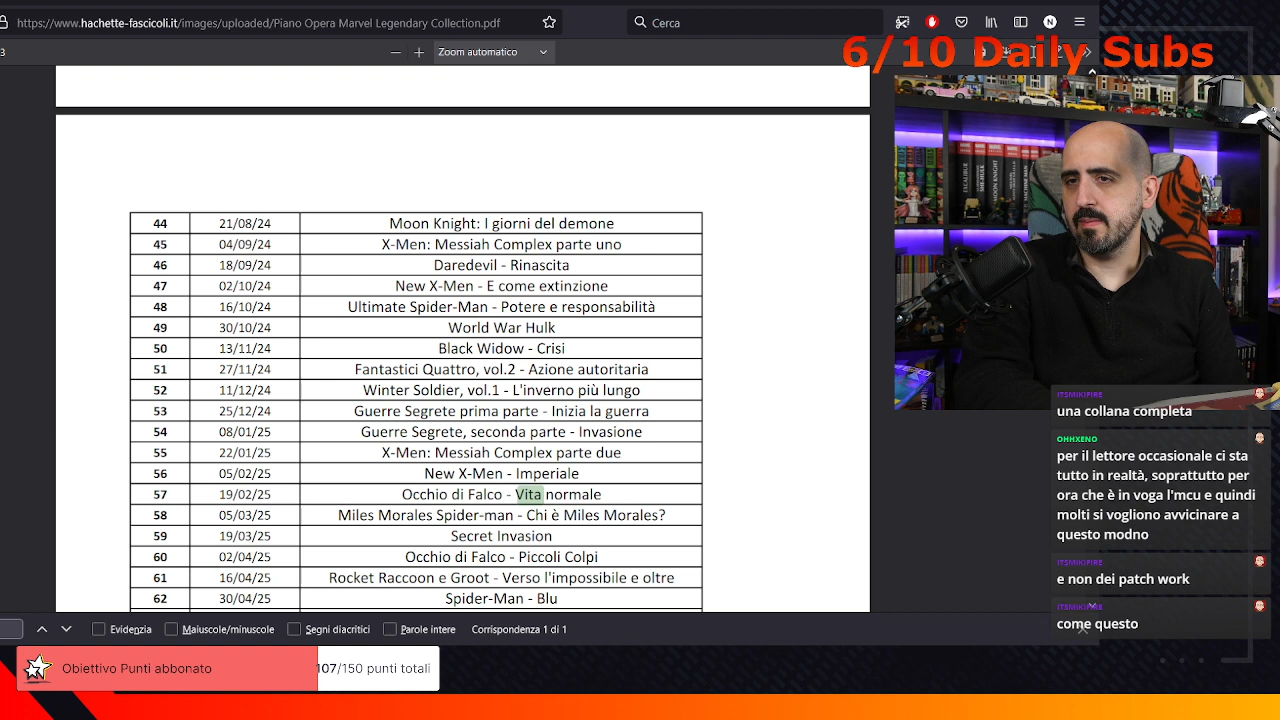 https://www.hachette-fascicoli.it/images/uploaded/Piano Opera Marvel Legendary Collection.pdf
Cerca
3
Zoom automatico
6/10 Daily Subs
44 21/08/24 Moon Knight: I giorni del demone
45 04/09/24 X-Men: Messiah Complex parte uno
46 18/09/24 Daredevil - Rinascita
47 02/10/24 New X-Men - E come estinzione
48 16/10/24 Ultimate Spider-Man - Potere e responsabilità
49 30/10/24 World War Hulk
50 13/11/24 Black Widow - Crisi
51 27/11/24 Fantastici Quattro, vol.2 - Azione autoritaria
52 11/12/24 Winter Soldier, vol.1 - L'inverno più lungo
53 25/12/24 Guerre Segrete prima parte - Inizia la guerra
54 08/01/25 Guerre Segrete, seconda parte - Invasione
55 22/01/25 X-Men: Messiah Complex parte due
56 05/02/25 New X-Men - Imperiale
57 19/02/25 Occhio di Falco - Vita normale
58 05/03/25 Miles Morales Spider-man - Chi è Miles Morales?
59 19/03/25 Secret Invasion
60 02/04/25 Occhio di Falco - Piccoli Colpi
61 16/04/25 Rocket Raccoon e Groot - Verso l'impossibile e oltre
62 30/04/25 Spider-Man - Blu
EXCALIBUR
SHE-HULK
MOON KNIGHT
MACHINE MAN
ITSMIKIFIRE
una collana completa
OHHXENO
per il lettore occasionale ci sta
tutto in realtà, soprattutto per
ora che è in voga l'mcu e quindi
molti si vogliono avvicinare a
questo modno
ITSMIKIFIRE
e non dei patch work
ITSMIKIFIRE
come questo
Evidenzia
Maiuscole/minuscole
Segni diacritici
Parole intere
Corrispondenza 1 di 1
Obiettivo Punti abbonato
107/150 punti totali